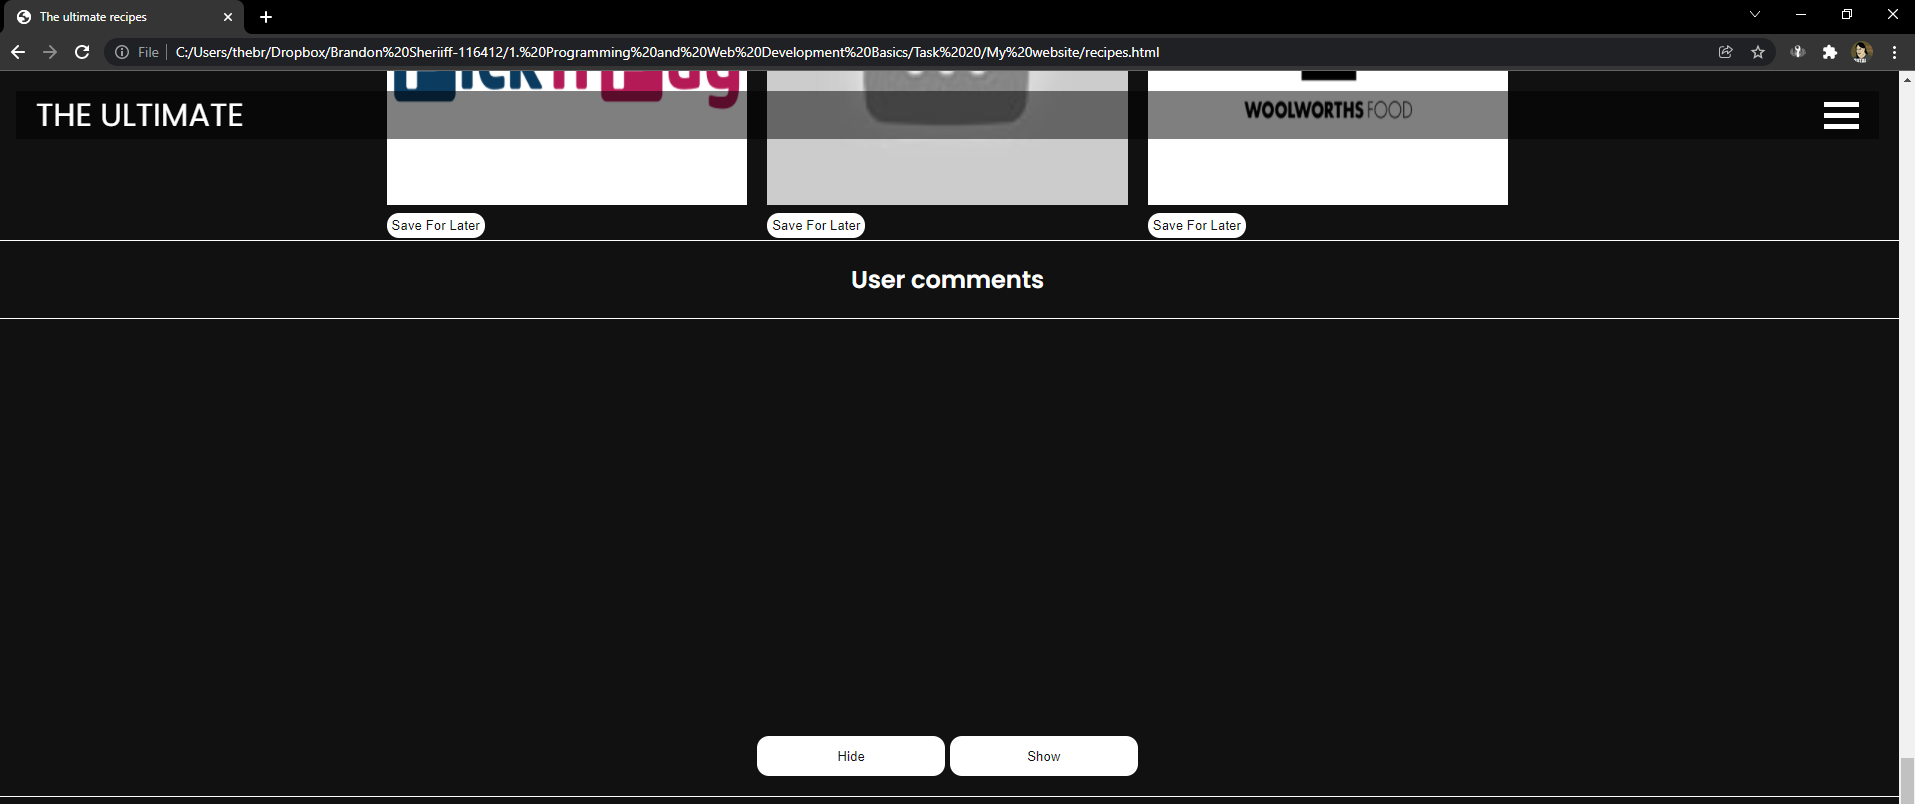 The ultimate recipes
File
C:/Users/thebr/Dropbox/Brandon%20Sheriiff-116412/1.%20Programming%20and%20Web%20Development%20Basics/Task%2020/My%20website/recipes.html
THE ULTIMATE
WOOLWORTHS FOOD
Save For Later
Save For Later
Save For Later
User comments
Hide
Show